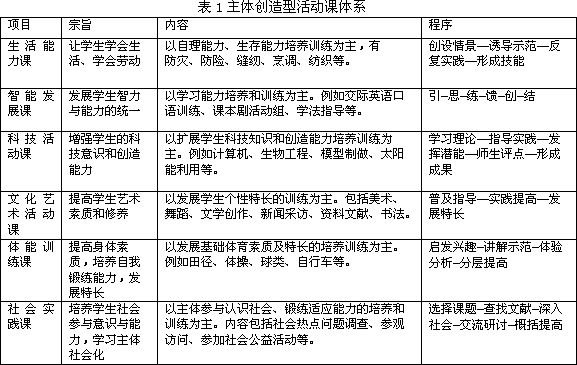 表1主体创造型活动课体系
项目 宗旨 内容 程序
生活能 让学生学会生 以自理能力、生存能力培养训练为主，有 创设情景—诱导示范—反
力课 活、学会劳动 防灾、防险、缝纫、烹调、纺织等。 复实践—形成技能
智能发 发展学生智力 以学习能力培养和训练为主。例如交际英语口 引—思—练—馈—创—结
展课 与能力的统一 语训练、课本剧活动组、学法指导等。
科技活 增强学生的科 以扩展学生科技知识和创造能力培养训练为 学习理论—指导实践—发
动课 技意识和创造 主。例如计算机、生物工程、模型制做、太阳 挥潜能—师生评点—形成
能力 能利用等。 成果
文化艺 提高学生艺术 以发展学生个性特长的训练为主。包括美术、 普及指导—实践提高—发
术活动 素质和修养 舞蹈、文学创作、新闻采访、资料文献、书法。 展特长
课
体能训 提高身体素 以发展基础体育素质及特长的培养训练为主。 启发兴趣-讲解示范-体验
练课 质，培养自我 例如田径、体操、球类、自行车等。 分析-分层提高
锻练能力，发
展特长
社会实 培养学生社会 以主体参与认识社会、锻练适应能力的培养和 选择课题-查找文献-深入
践课 参与意识与能 训练为主。内容包括社会热点问题调查、参观 社会-交流研讨-概括提高
力，学习主体 访问、参加社会公益活动等。
社会化